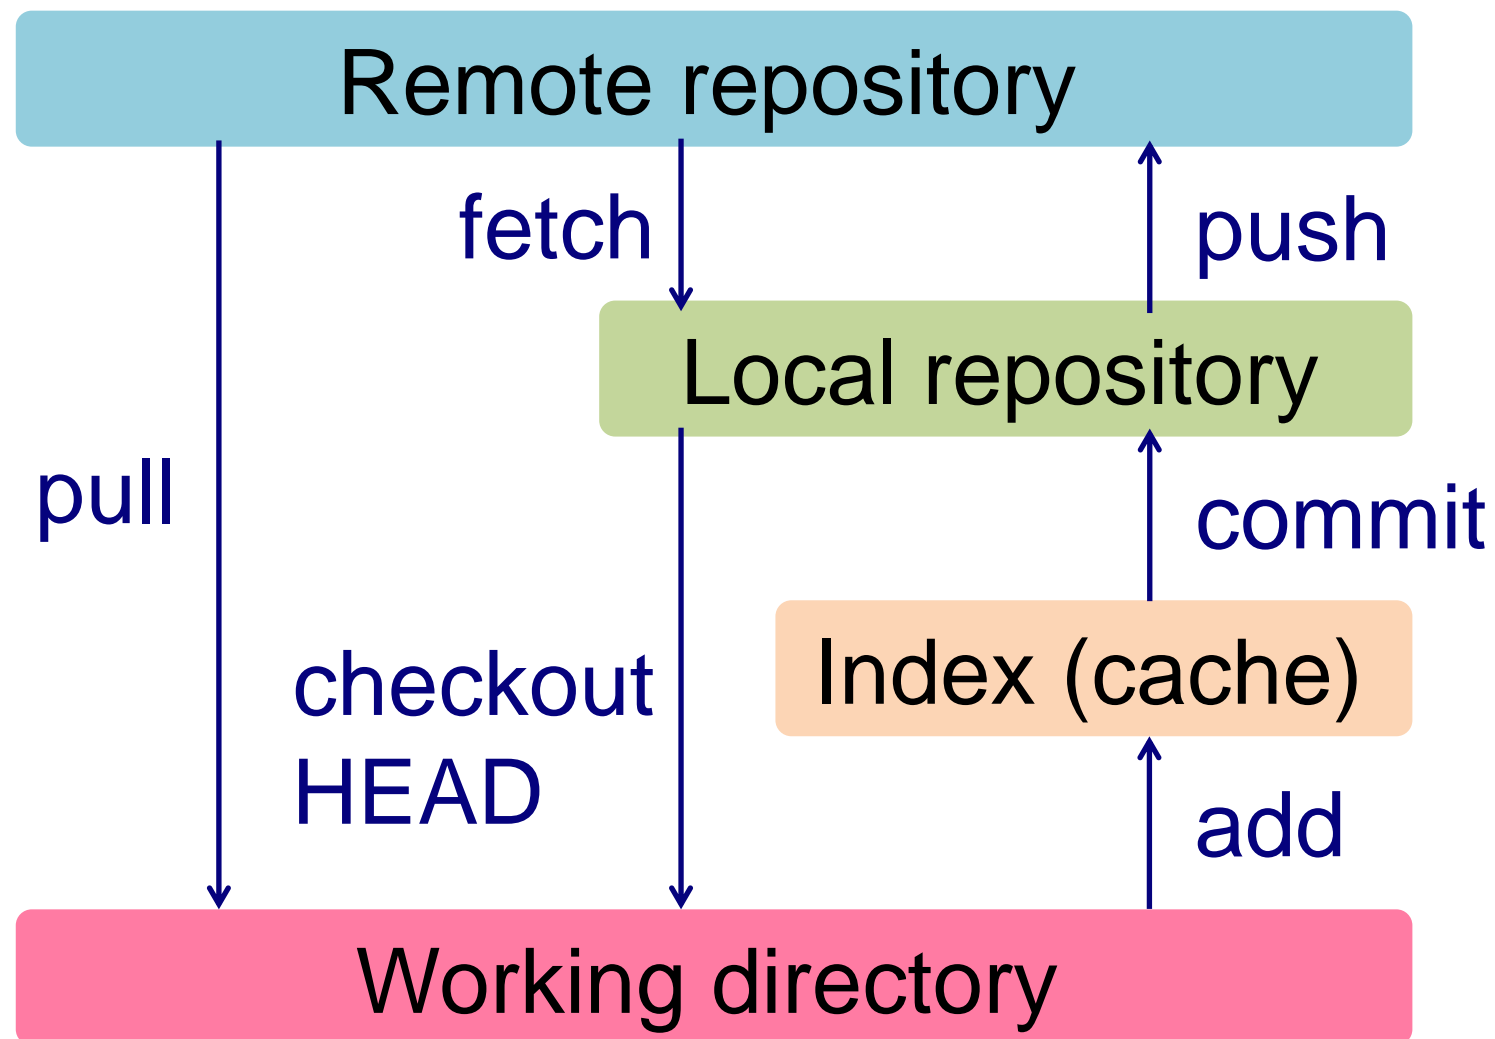 Remote repository
fetch
push
Local repository
pull
commit
checkout
HEAD
Index (cache)
add
Working directory